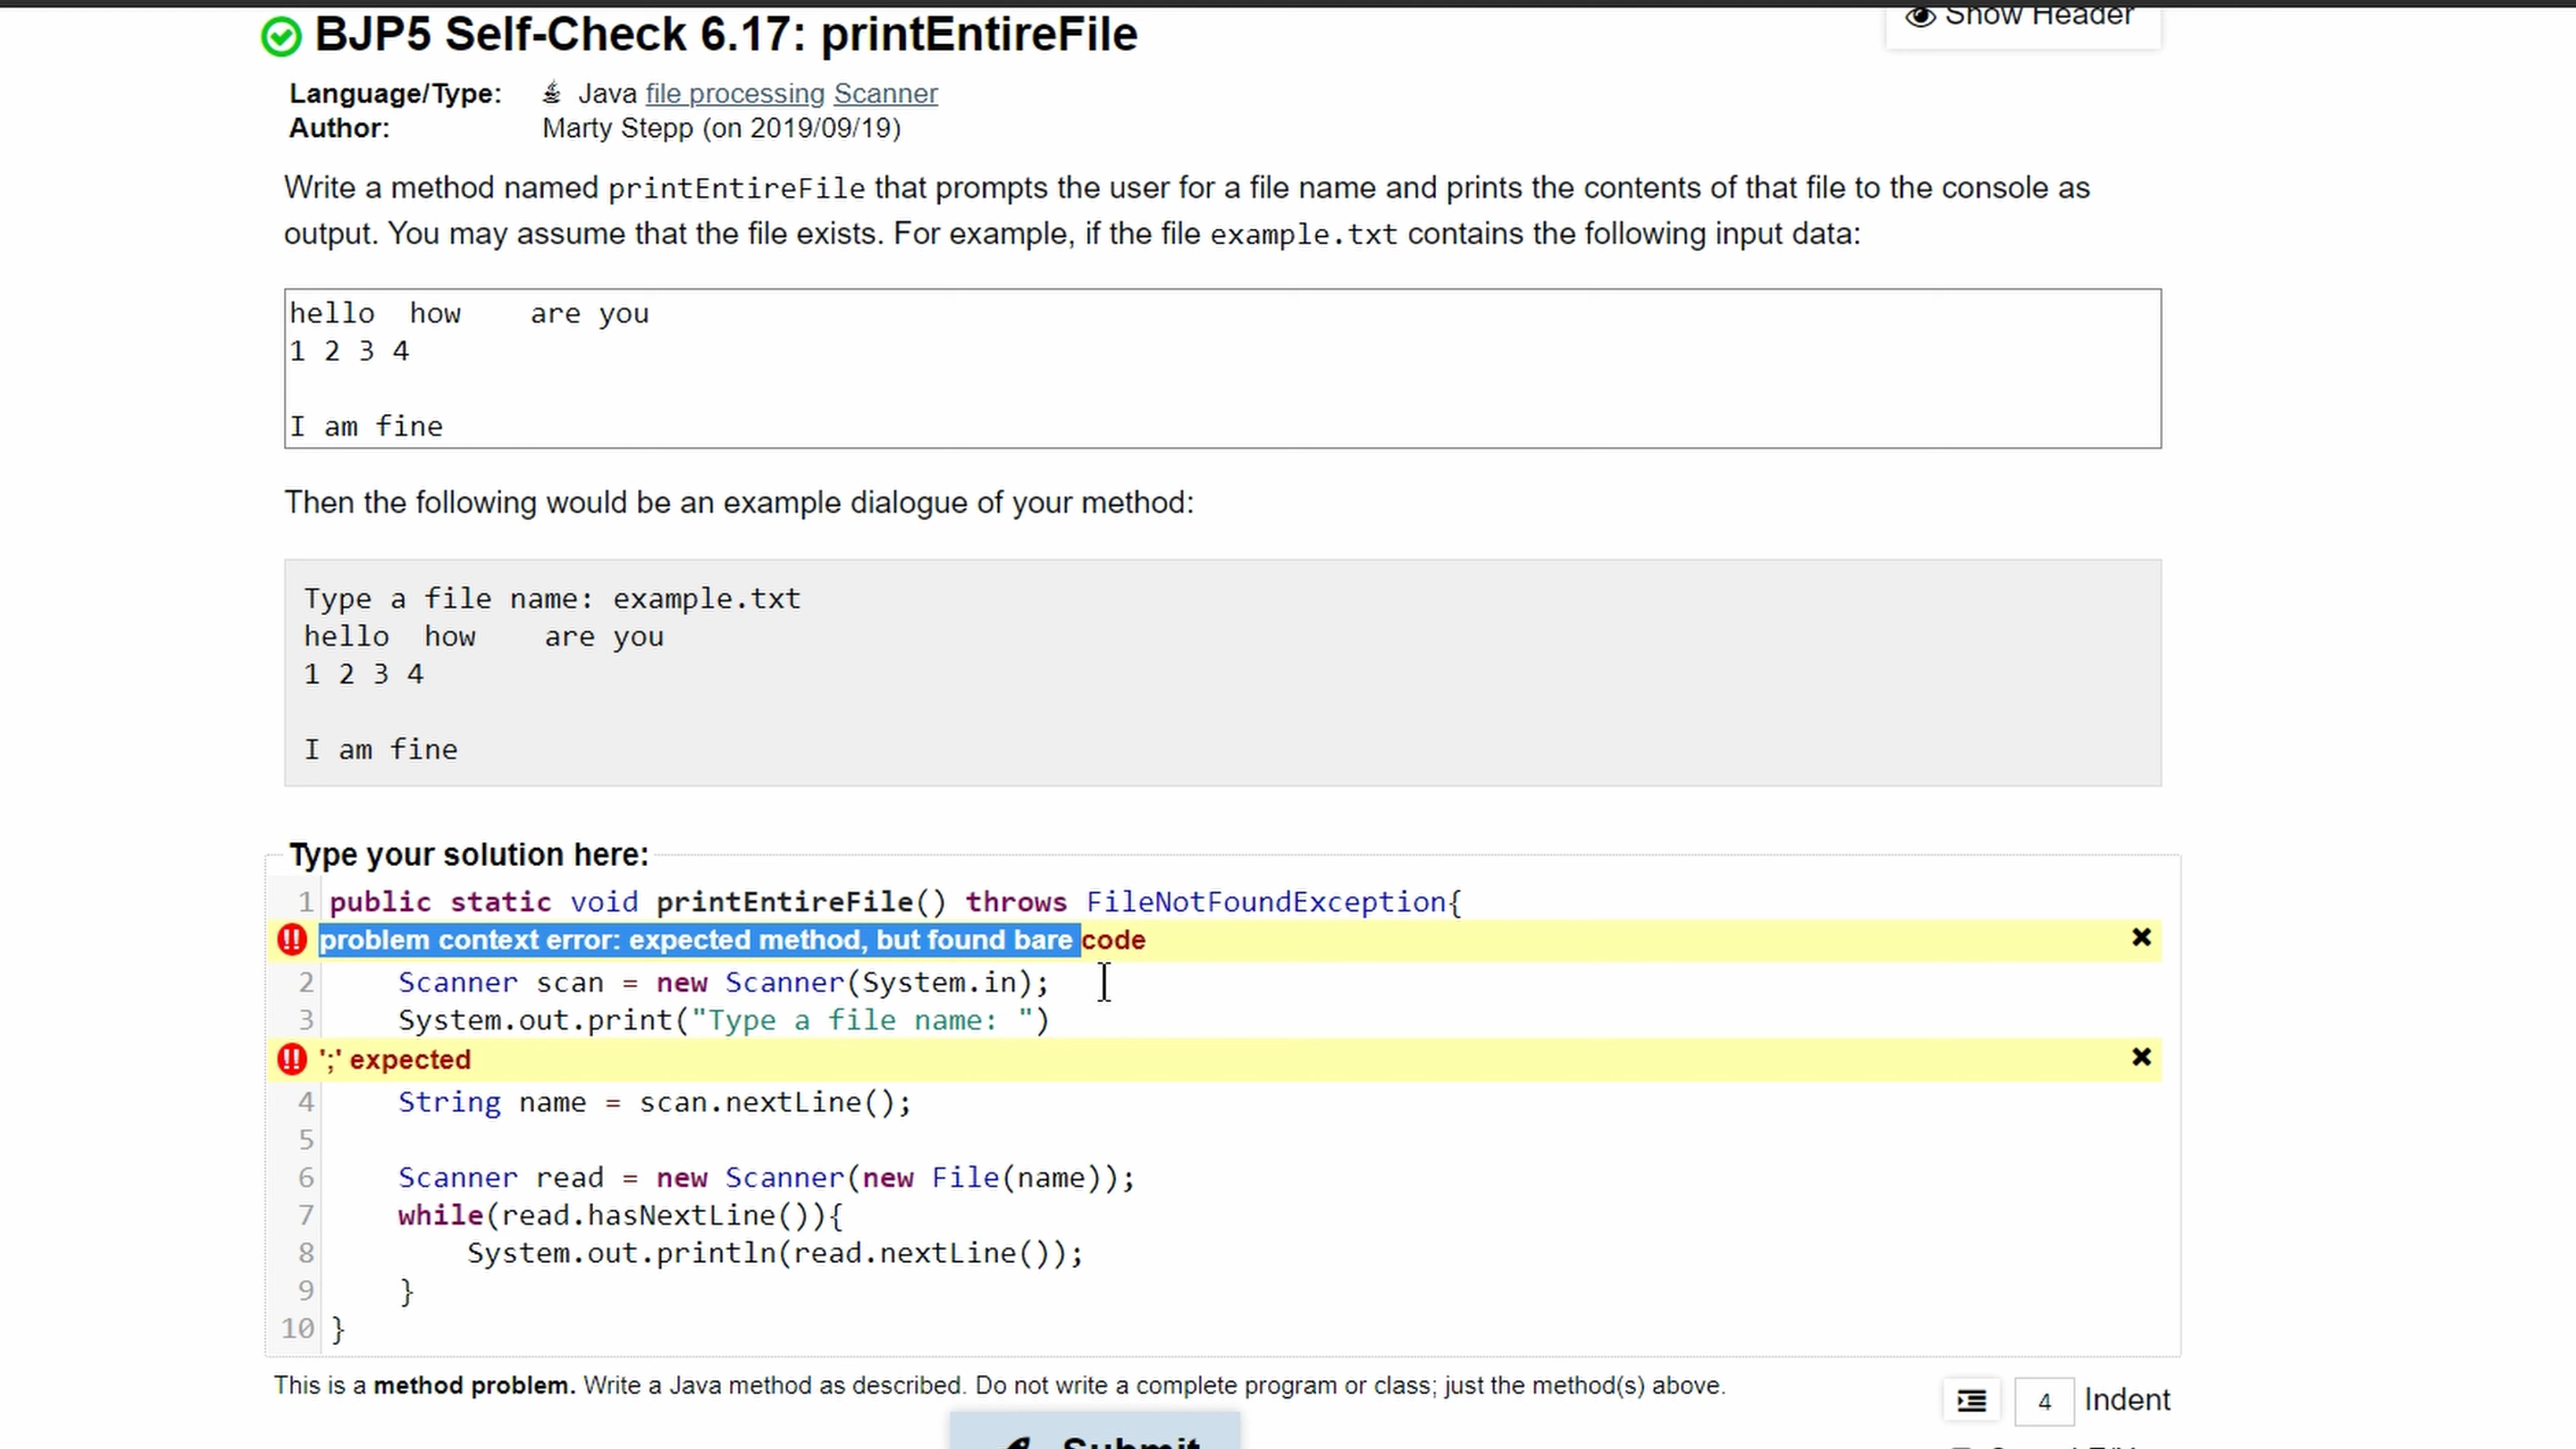 Show Header
BJP5 Self-Check 6.17: printEntireFile
Language/Type: Java file processing Scanner
Author: Marty Stepp (on 2019/09/19)
Write a method named printEntireFile that prompts the user for a file name and prints the contents of that file to the console as
output. You may assume that the file exists. For example, if the file example.txt contains the following input data:
hello  how    are you
1 2 3 4
I am fine
Then the following would be an example dialogue of your method:
Type a file name: example.txt
hello  how    are you
1 2 3 4
I am fine
Type your solution here:
1 public static void printEntireFile() throws FileNotFoundException{
!! problem context error: expected method, but found bare code
2     Scanner scan = new Scanner(System.in);
3     System.out.print("Type a file name: ")
!! ';' expected
4     String name = scan.nextLine();
5
6     Scanner read = new Scanner(new File(name));
7     while(read.hasNextLine()){
8         System.out.println(read.nextLine());
9     }
10 }
This is a method problem. Write a Java method as described. Do not write a complete program or class; just the method(s) above.
4 Indent
Submit